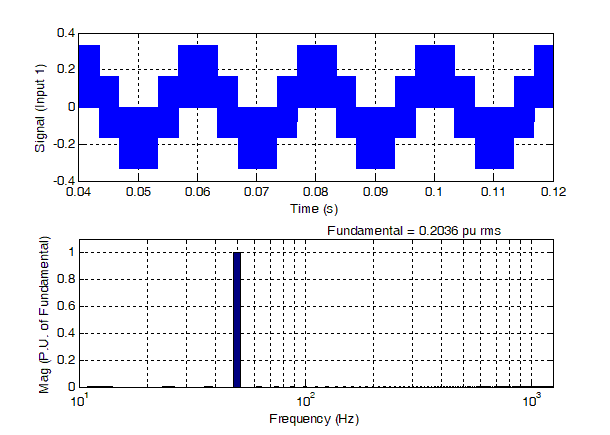 0.4
0.2
0
-0.2
-0.4
Signal (Input 1)
0.04 0.05 0.06 0.07 0.08 0.09 0.1 0.11 0.12
Time (s)
Fundamental = 0.2036 pu rms
1
0.8
0.6
0.4
0.2
0
Mag (P.U. of Fundamental)
10^1 10^2 10^3
Frequency (Hz)